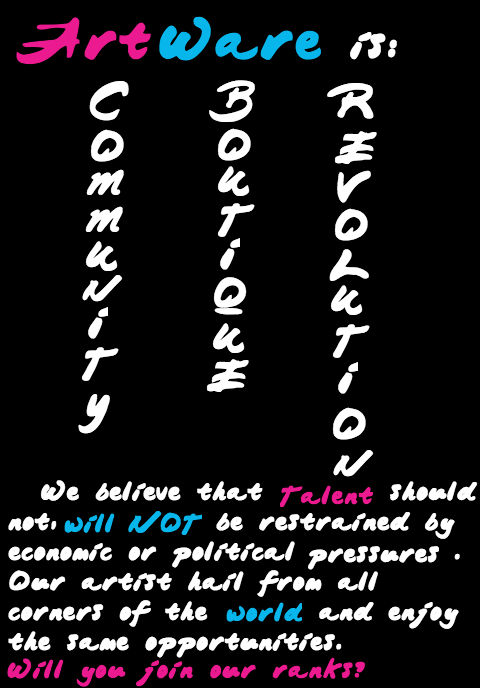 ArtWare is:
Community
Boutique
Revolution
We believe that Talent should
not, will NOT be restrained by
economic or political pressures .
Our artist hail from all
corners of the world and enjoy
the same opportunities.
Will you join our ranks?